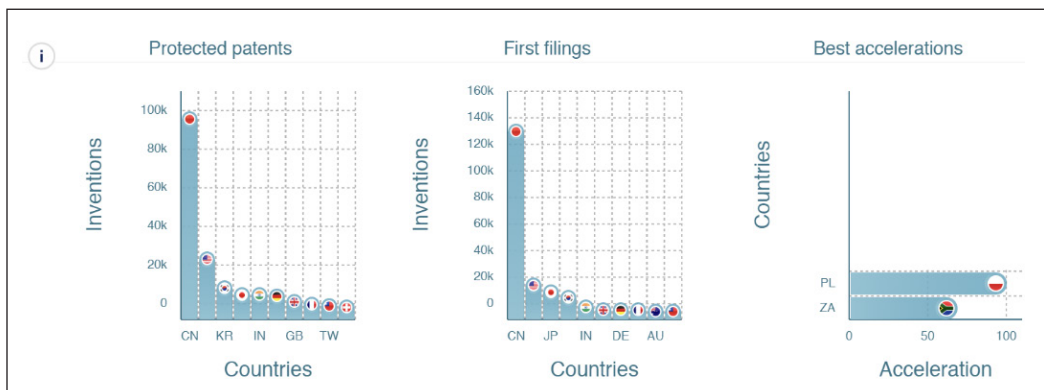 i
Protected patents
First filings
Best accelerations
100k
80k
60k
40k
20k
0
Inventions
CN KR IN GB TW
Countries
160k
140k
120k
100k
130k
60k
40k
20k
0
Inventions
CN JP IN DE AU
Countries
Countries
PL
ZA
0 50 100
Acceleration